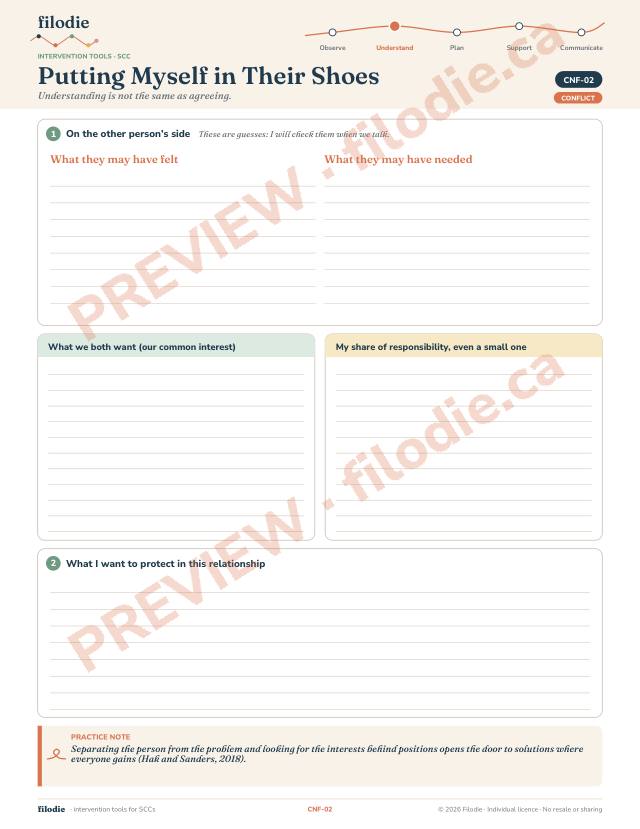 filodie
Observe
Understand
Plan
Support
Communicate
INTERVENTION TOOLS · SCC
Putting Myself in Their Shoes
Understanding is not the same as agreeing.
CNF-02
CONFLICT
1 On the other person's side These are guesses: I will check them when we talk.
What they may have felt
What they may have needed
What we both want (our common interest)
My share of responsibility, even a small one
2 What I want to protect in this relationship
PRACTICE NOTE
Separating the person from the problem and looking for the interests behind positions opens the door to solutions where
everyone gains (Hak and Sanders, 2018).
filodie · intervention tools for SCCs
CNF-02
© 2026 Filodie · Individual licence · No resale or sharing
PREVIEW · filodie.ca
PREVIEW · filodie.ca